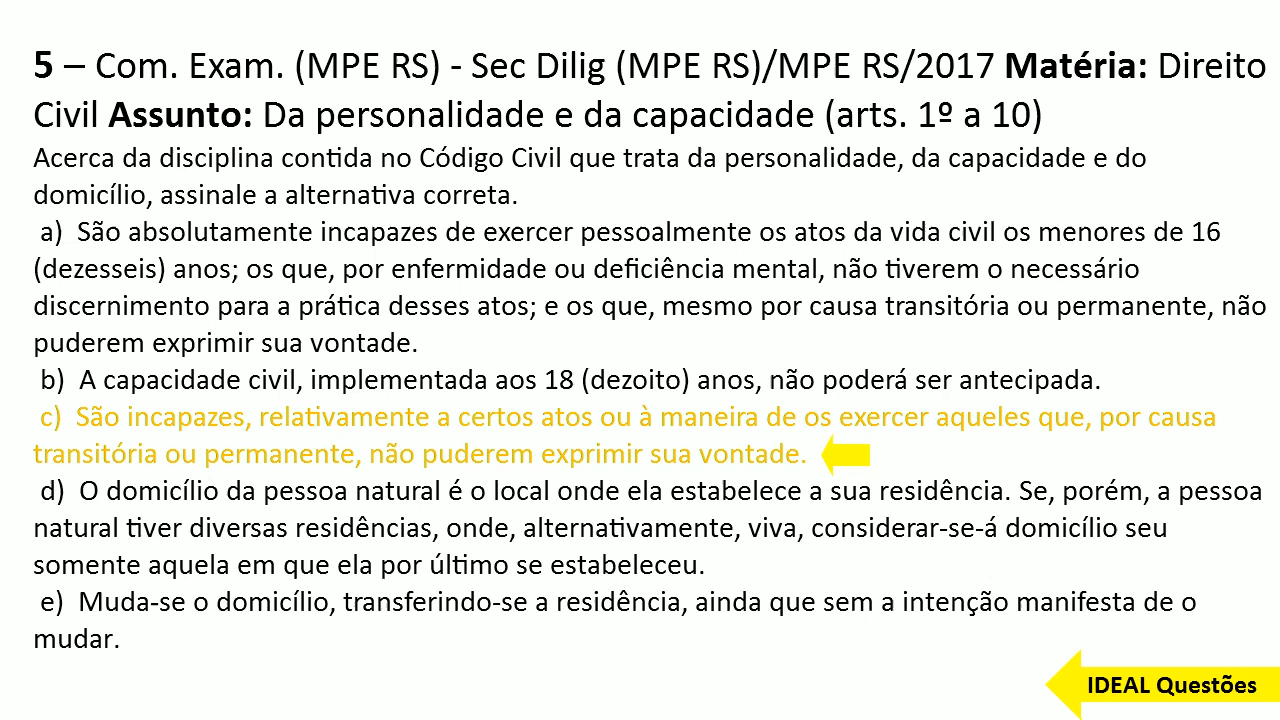 5 – Com. Exam. (MPE RS) - Sec Dilig (MPE RS)/MPE RS/2017 Matéria: Direito
Civil Assunto: Da personalidade e da capacidade (arts. 1º a 10)
Acerca da disciplina contida no Código Civil que trata da personalidade, da capacidade e do
domicílio, assinale a alternativa correta.
a) São absolutamente incapazes de exercer pessoalmente os atos da vida civil os menores de 16
(dezesseis) anos; os que, por enfermidade ou deficiência mental, não tiverem o necessário
discernimento para a prática desses atos; e os que, mesmo por causa transitória ou permanente, não
puderem exprimir sua vontade.
b) A capacidade civil, implementada aos 18 (dezoito) anos, não poderá ser antecipada.
c) São incapazes, relativamente a certos atos ou à maneira de os exercer aqueles que, por causa
transitória ou permanente, não puderem exprimir sua vontade.
d) O domicílio da pessoa natural é o local onde ela estabelece a sua residência. Se, porém, a pessoa
natural tiver diversas residências, onde, alternativamente, viva, considerar-se-á domicílio seu
somente aquela em que ela por último se estabeleceu.
e) Muda-se o domicílio, transferindo-se a residência, ainda que sem a intenção manifesta de o
mudar.
IDEAL Questões